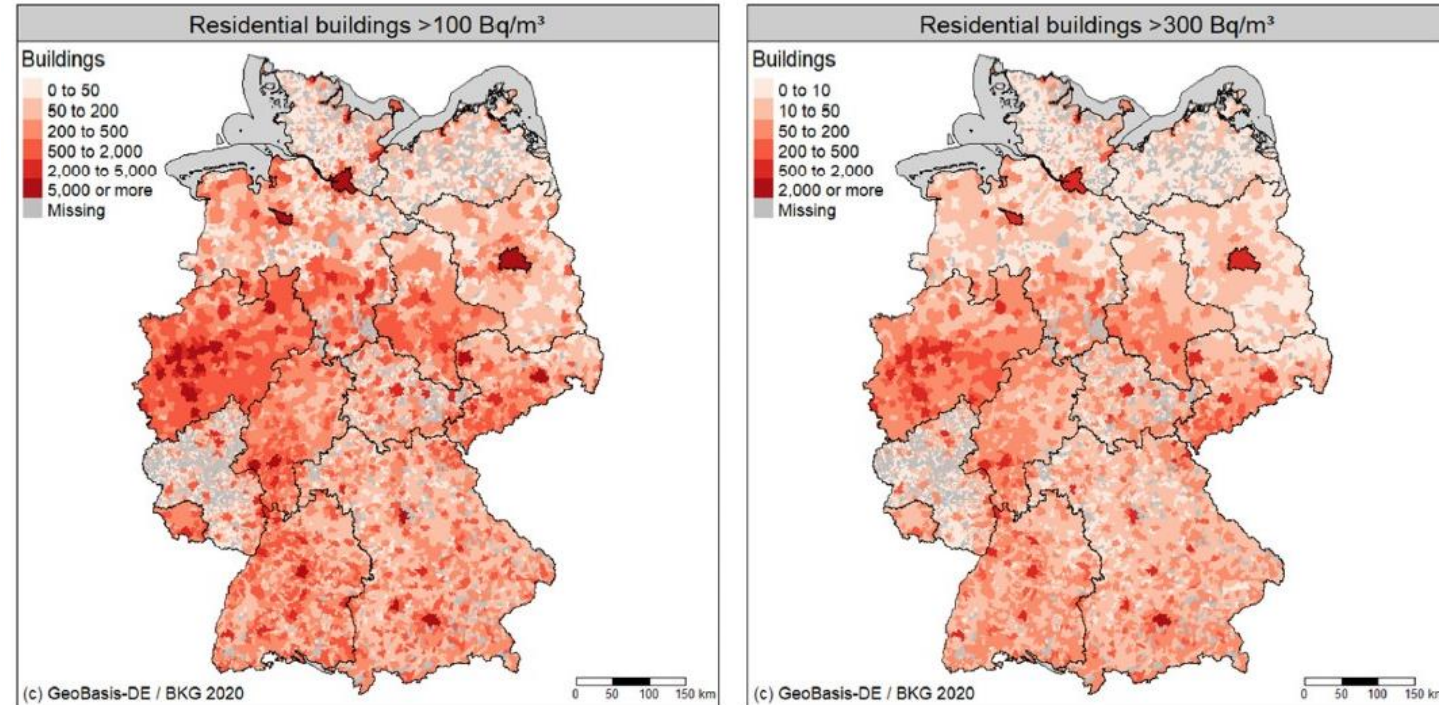 Residential buildings >100 Bq/m³
Buildings
0 to 50
50 to 200
200 to 500
500 to 2,000
2,000 to 5,000
5,000 or more
Missing
(c) GeoBasis-DE / BKG 2020
0 50 100 150 km
Residential buildings >300 Bq/m³
Buildings
0 to 10
10 to 50
50 to 200
200 to 500
500 to 2,000
2,000 or more
Missing
(c) GeoBasis-DE / BKG 2020
0 50 100 150 km